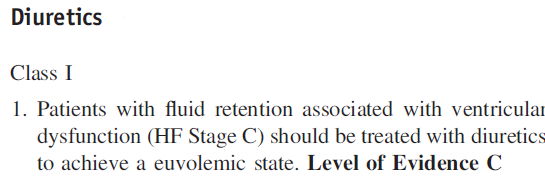 Diuretics
Class I
1. Patients with fluid retention associated with ventricular
dysfunction (HF Stage C) should be treated with diuretics
to achieve a euvolemic state. Level of Evidence C